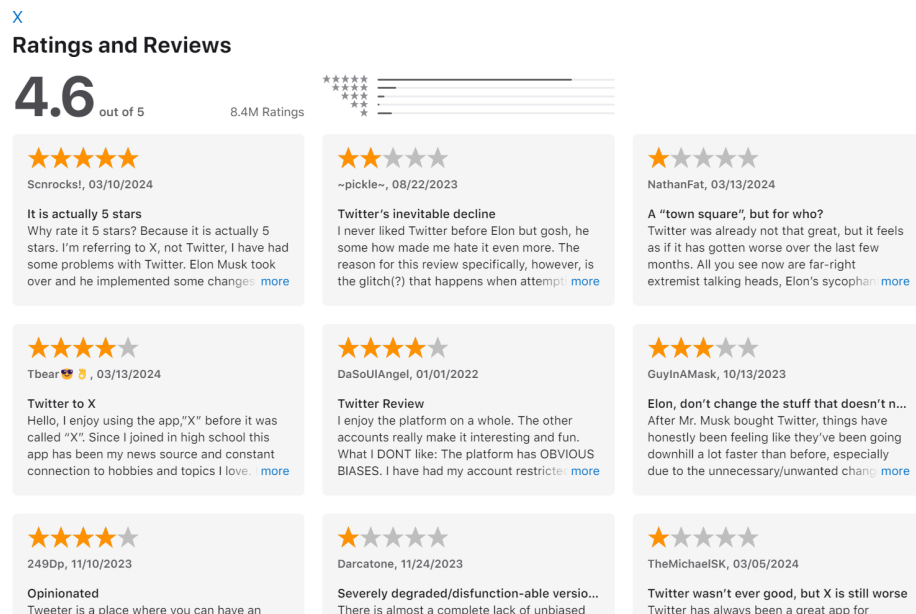 X
Ratings and Reviews
4.6 out of 5
8.4M Ratings
Scnrocks!, 03/10/2024
It is actually 5 stars
Why rate it 5 stars? Because it is actually 5
stars. I’m referring to X, not Twitter, I have had
some problems with Twitter. Elon Musk took
over and he implemented some changes more
~pickle~, 08/22/2023
Twitter’s inevitable decline
I never liked Twitter before Elon but gosh, he
some how made me hate it even more. The
reason for this review specifically, however, is
the glitch(?) that happens when attempt more
NathanFat, 03/13/2024
A “town square”, but for who?
Twitter was already not that great, but it feels
as if it has gotten worse over the last few
months. All you see now are far-right
extremist talking heads, Elon’s sycophan more
Tbear😎✌️, 03/13/2024
Twitter to X
Hello, I enjoy using the app,”X” before it was
called “X”. Since I joined in high school this
app has been my news source and constant
connection to hobbies and topics I love. more
DaSoUlAngel, 01/01/2022
Twitter Review
I enjoy the platform on a whole. The other
accounts really make it interesting and fun.
What I DONT like: The platform has OBVIOUS
BIASES. I have had my account restricte more
GuyInAMask, 10/13/2023
Elon, don’t change the stuff that doesn’t n...
After Mr. Musk bought Twitter, things have
honestly been feeling like they’ve been going
downhill a lot faster than before, especially
due to the unnecessary/unwanted chang more
249Dp, 11/10/2023
Opinionated
Tweeter is a place where you can have an
Darcatone, 11/24/2023
Severely degraded/disfunction-able versio...
There is almost a complete lack of unbiased
TheMichaelSK, 03/05/2024
Twitter wasn’t ever good, but X is still worse
Twitter has always been a great app for